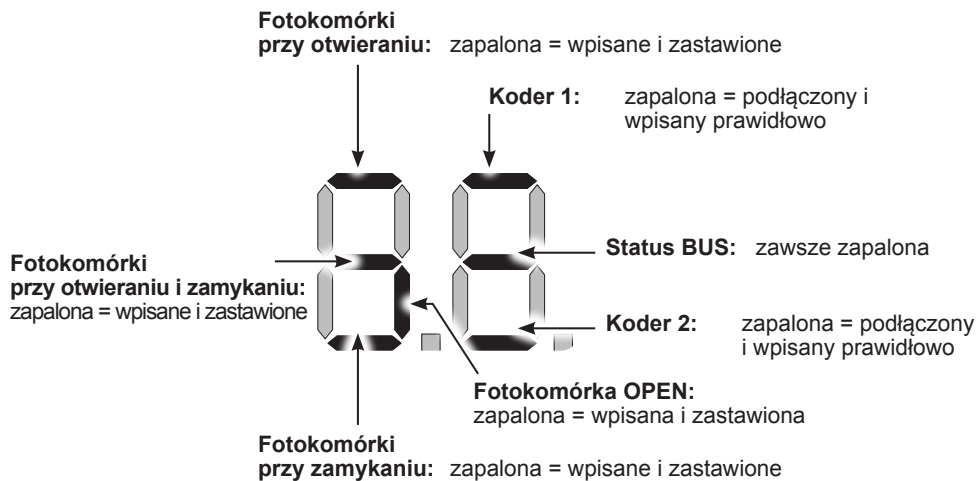 Fotokomórki
przy otwieraniu: zapalona = wpisane i zastawione
Koder 1: zapalona = podłączony i
wpisany prawidłowo
Status BUS: zawsze zapalona
Fotokomórki
przy otwieraniu i zamykaniu:
zapalona = wpisane i zastawione
Koder 2: zapalona = podłączony
i wpisany prawidłowo
Fotokomórka OPEN:
zapalona = wpisana i zastawiona
Fotokomórki
przy zamykaniu: zapalona = wpisane i zastawione